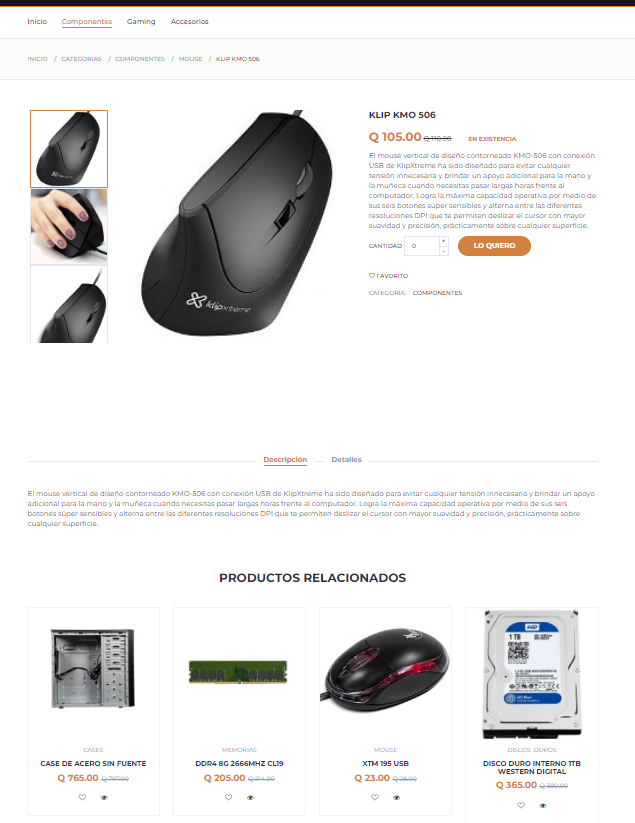 Inicio Componentes Gaming Accesorios
INICIO / CATEGORIAS / COMPONENTES / MOUSE / KLIP KMO 506
KLIP KMO 506
Q 105.00 Q 110.00 EN EXISTENCIA
El mouse vertical de diseño contorneado KMO-506 con conexión
USB de KlipXtreme ha sido diseñado para evitar cualquier
tensión innecesaria y brindar un apoyo adicional para la mano y
la muñeca cuando necesitas pasar largas horas frente al
computador. Logra la máxima capacidad operativa por medio de
sus seis botones súper sensibles y alterna entre las diferentes
resoluciones DPI que te permiten deslizar el cursor con mayor
suavidad y precisión, prácticamente sobre cualquier superficie.
CANTIDAD 0 + - LO QUIERO
FAVORITO
CATEGORIA: COMPONENTES
klipxtreme
Descripción Detalles
El mouse vertical de diseño contorneado KMO-506 con conexión USB de KlipXtreme ha sido diseñado para evitar cualquier tensión innecesaria y brindar un apoyo
adicional para la mano y la muñeca cuando necesitas pasar largas horas frente al computador. Logra la máxima capacidad operativa por medio de sus seis
botones súper sensibles y alterna entre las diferentes resoluciones DPI que te permiten deslizar el cursor con mayor suavidad y precisión, prácticamente sobre
cualquier superficie.
PRODUCTOS RELACIONADOS
WD
1 TB
WD Blue
CASES
CASE DE ACERO SIN FUENTE
Q 765.00 Q 797.00
MEMORIAS
DDR4 8G 2666MHZ CL19
Q 205.00 Q 214.00
MOUSE
XTM 195 USB
Q 23.00 Q 28.00
DISCOS_DUROS
DISCO DURO INTERNO 1TB
WESTERN DIGITAL
Q 365.00 Q 380.00